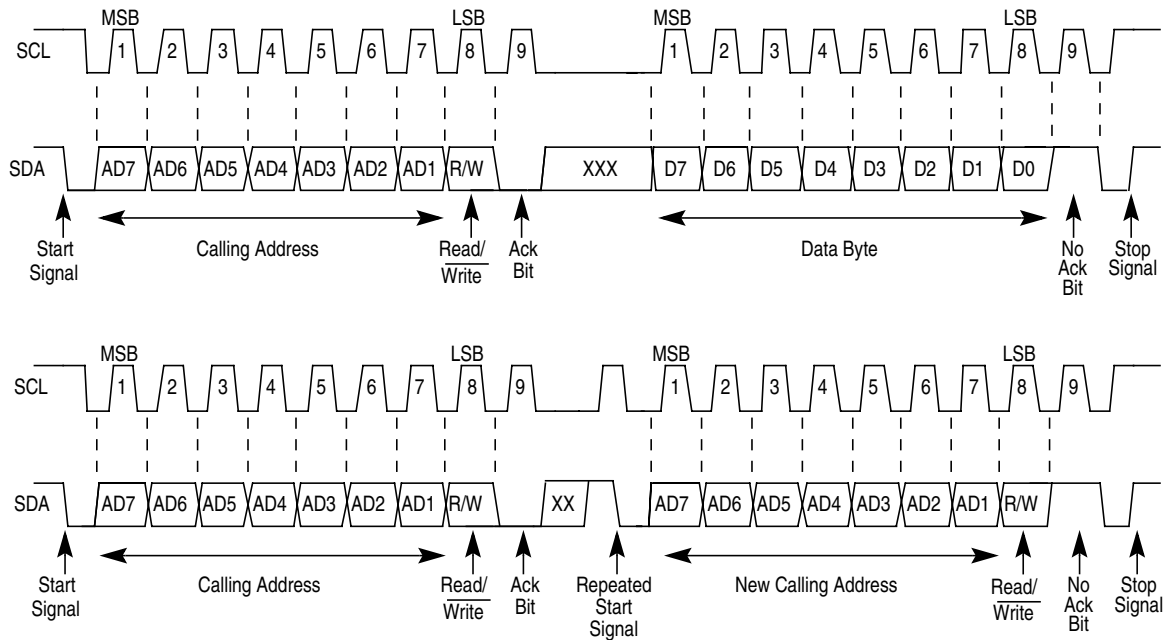 MSB LSB MSB LSB
SCL 1 2 3 4 5 6 7 8 9 1 2 3 4 5 6 7 8 9
SDA AD7 AD6 AD5 AD4 AD3 AD2 AD1 R/W XXX D7 D6 D5 D4 D3 D2 D1 D0
Start Calling Address Read/ Ack Data Byte No Stop
Signal Write Bit Ack Signal
Bit
MSB LSB MSB LSB
SCL 1 2 3 4 5 6 7 8 9 1 2 3 4 5 6 7 8 9
SDA AD7 AD6 AD5 AD4 AD3 AD2 AD1 R/W XX AD7 AD6 AD5 AD4 AD3 AD2 AD1 R/W
Start Calling Address Read/ Ack Repeated New Calling Address Read/ No Stop
Signal Write Bit Start Write Ack Signal
Signal Bit